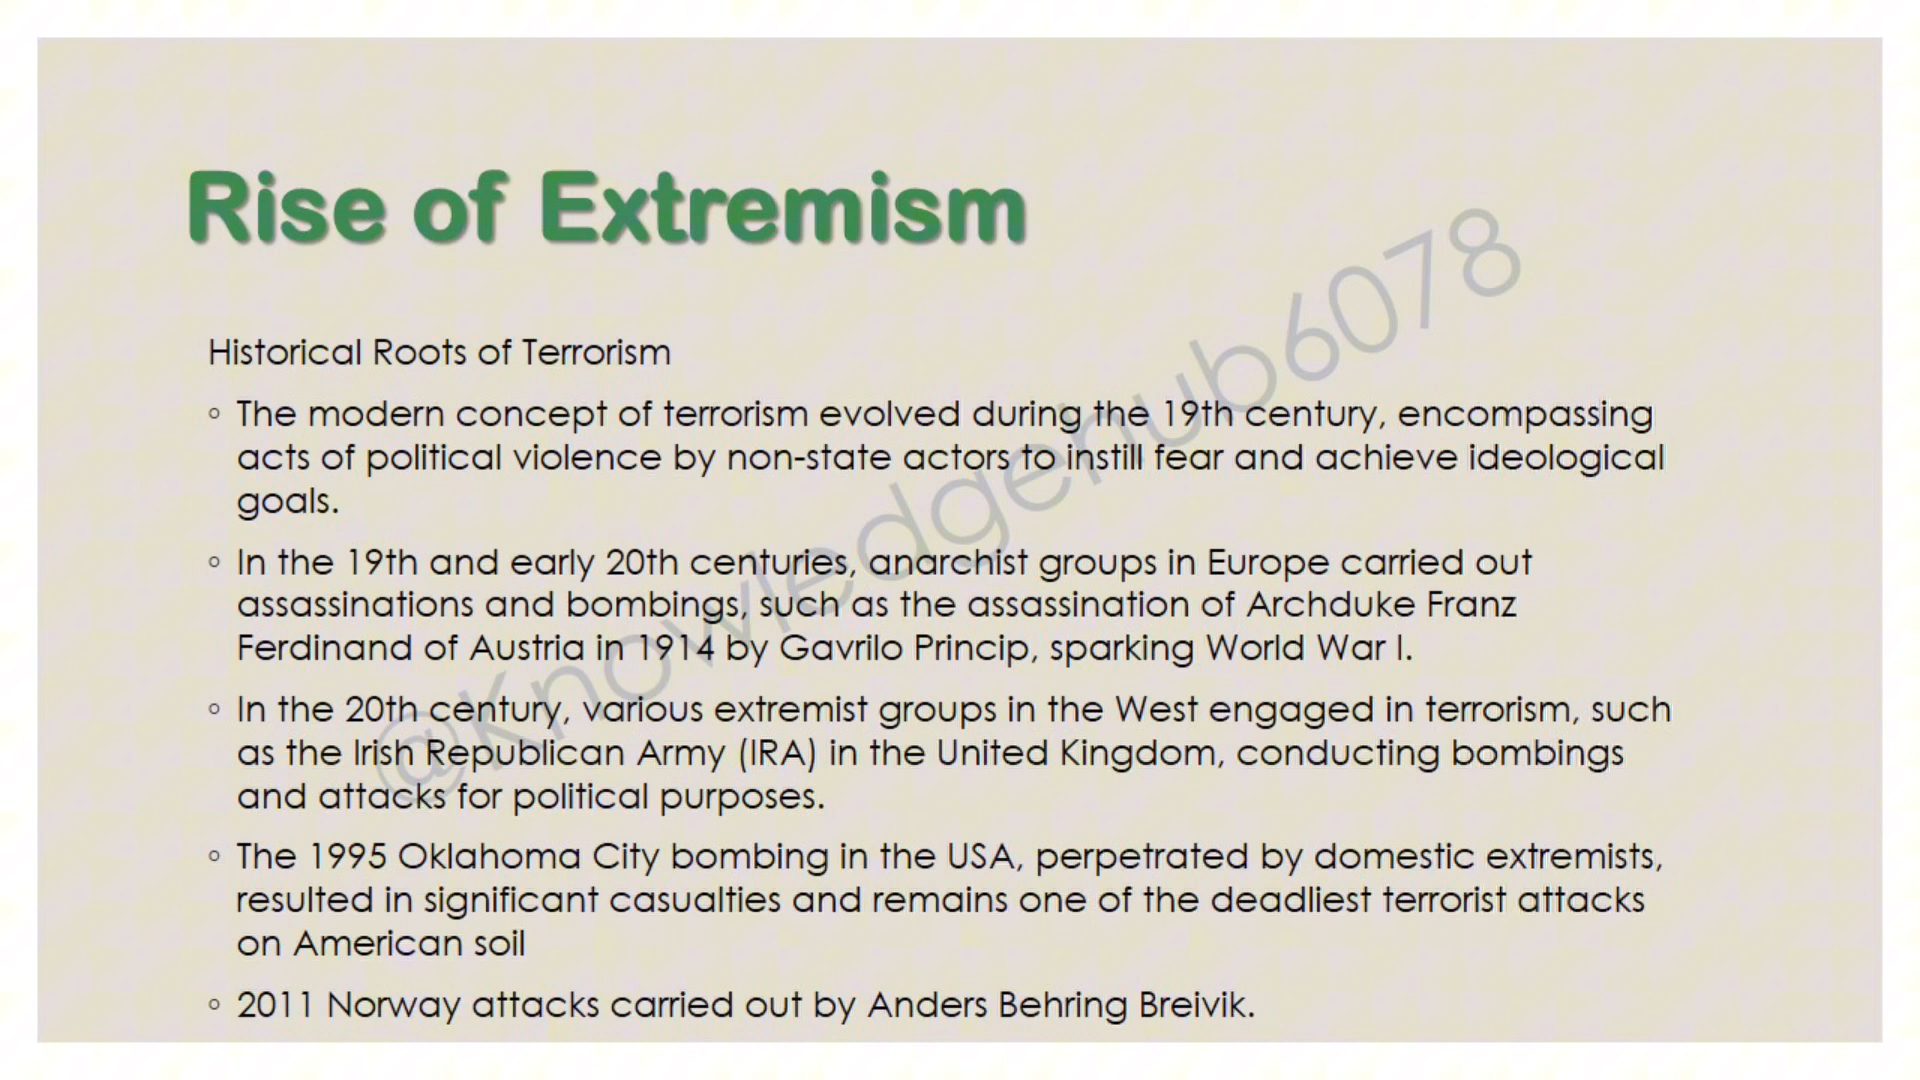 Rise of Extremism
Historical Roots of Terrorism
◦ The modern concept of terrorism evolved during the 19th century, encompassing
acts of political violence by non-state actors to instill fear and achieve ideological
goals.
◦ In the 19th and early 20th centuries, anarchist groups in Europe carried out
assassinations and bombings, such as the assassination of Archduke Franz
Ferdinand of Austria in 1914 by Gavrilo Princip, sparking World War I.
◦ In the 20th century, various extremist groups in the West engaged in terrorism, such
as the Irish Republican Army (IRA) in the United Kingdom, conducting bombings
and attacks for political purposes.
◦ The 1995 Oklahoma City bombing in the USA, perpetrated by domestic extremists,
resulted in significant casualties and remains one of the deadliest terrorist attacks
on American soil
◦ 2011 Norway attacks carried out by Anders Behring Breivik.
@Knowledgehub6078